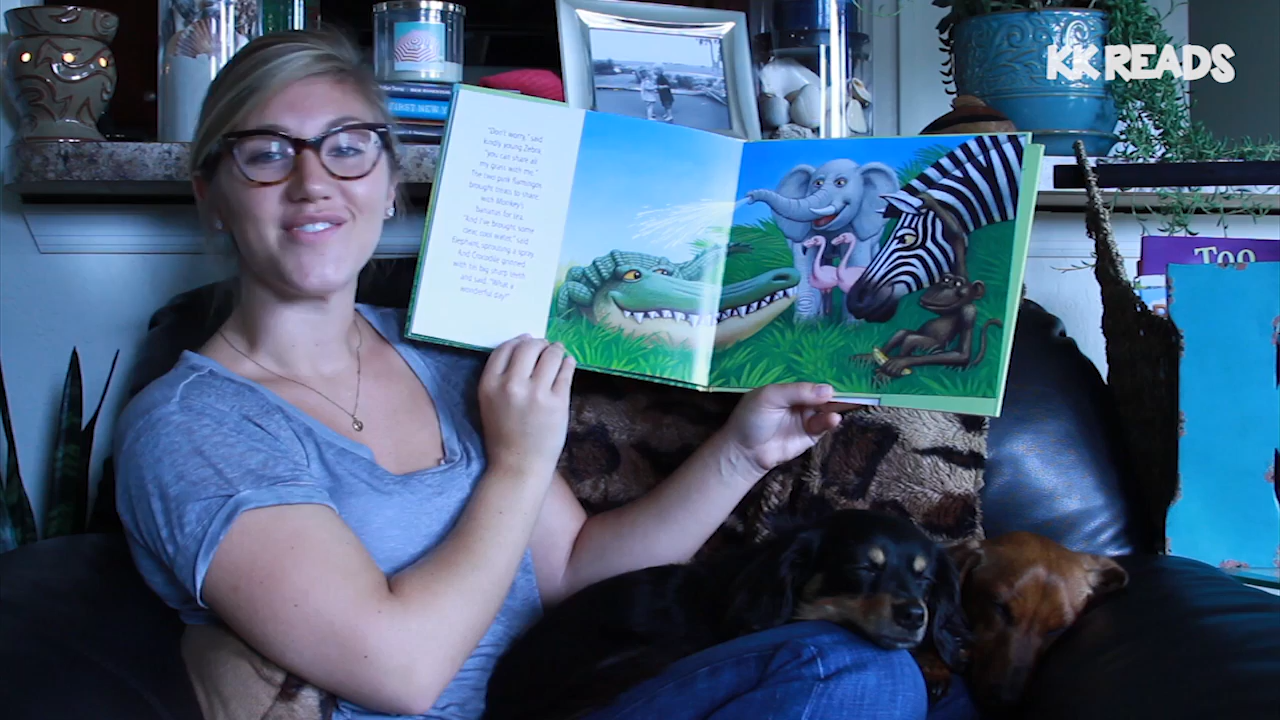 KK READS
"Don't worry," said
kindly young Zebra,
"you can share all
my grass with me."
The two pink flamingos
brought treats to share
with Monkey's
bananas for tea.
"And I've brought some
clear, cool water," said
Elephant, sprouting a spray.
And Crocodile grinned
with his big sharp teeth
and said, "What a
wonderful day!"
FIRST NEW
TOO